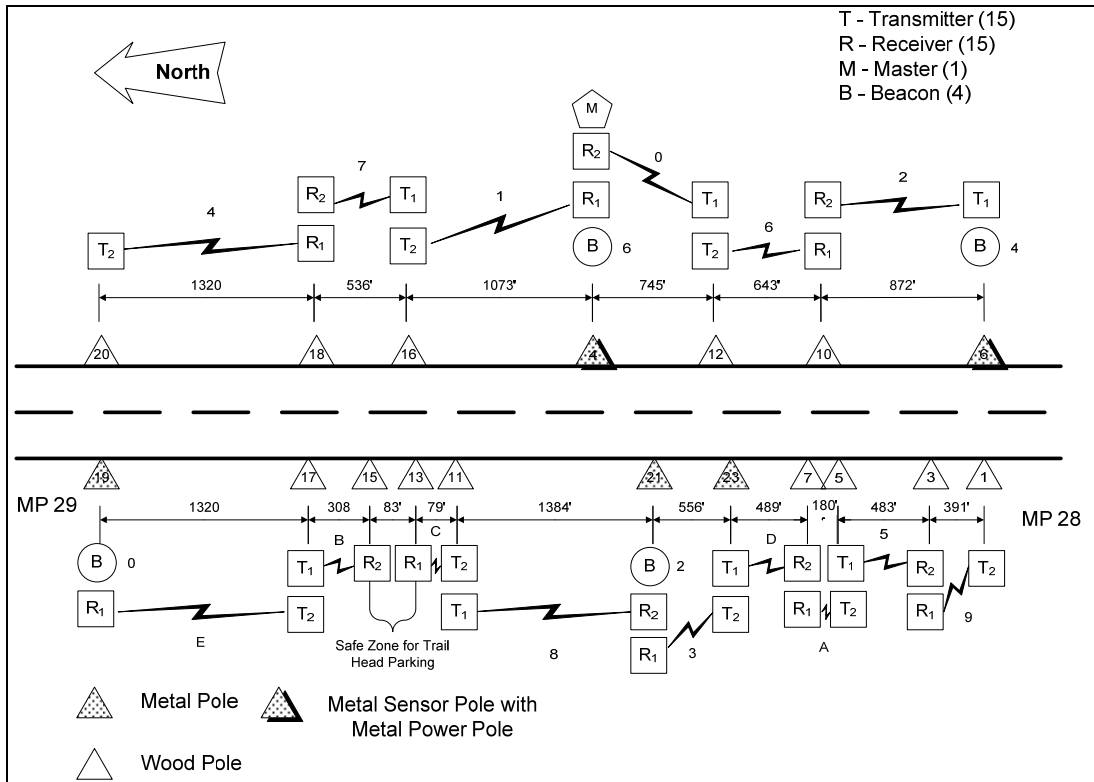 T - Transmitter (15)
R - Receiver (15)
M - Master (1)
B - Beacon (4)
North
M
R2 0
7
R2 T1 1 R1 T1 R2 2 T1
4
T2 R1 T2 B 6 T2 6 R1 B 4
1320 536' 1073' 745' 643' 872'
20 18 16 4 12 10 6
19 17 15 13 11 21 23 7 5 3 1
MP 29 1320 308 83' 79' 1384' 556' 489' 180' 483' 391' MP 28
B C D 5
B 0 T1 R2 R1 T2 B 2 T1 R2 T1 R2 T2
R1 T2 T1 R2 T2 R1 T2 R1 9
E Safe Zone for Trail
Head Parking
8 R1 3 A
Metal Pole
Metal Sensor Pole with
Metal Power Pole
Wood Pole